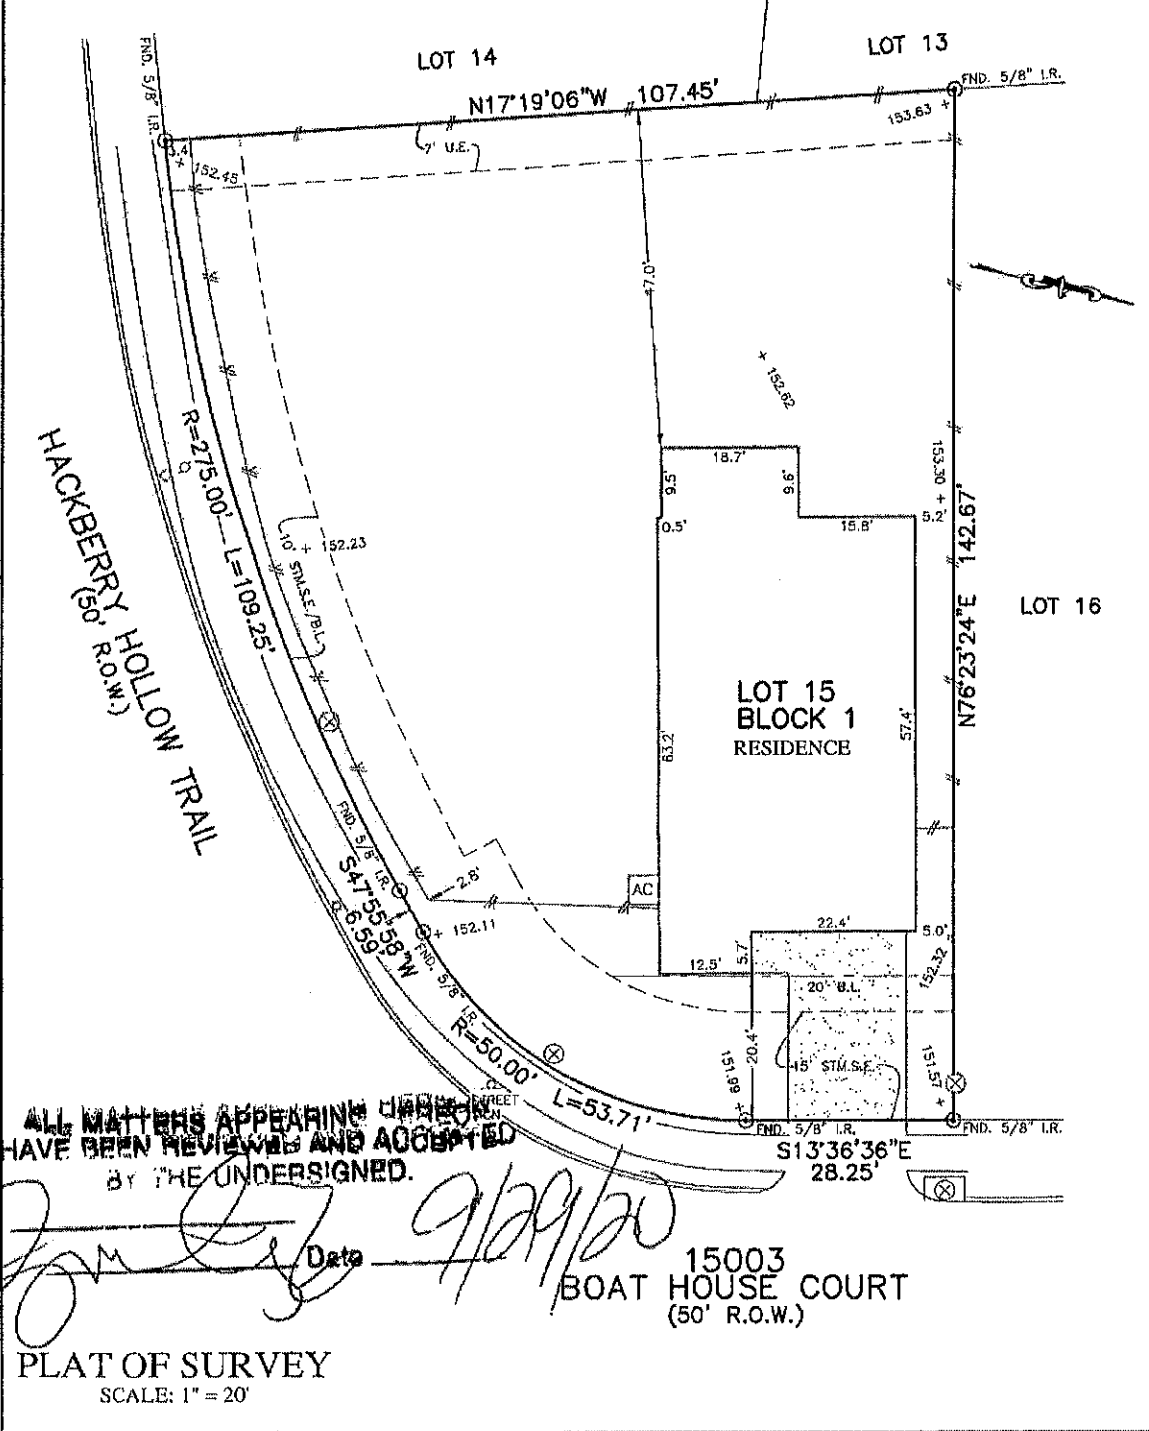 LOT 14
LOT 13
FND. 5/8" I.R.
FND. 5/8" I.R.
N17°19'06"W 107.45'
153.63 +
3.4'
+ 152.45
7' U.E.
47.0'
+ 152.62
R=275.00' L=109.25'
HACKBERRY HOLLOW TRAIL
(50' R.O.W.)
18.7'
9.5'
9.6'
0.5'
15.8'
5.2'
153.30 +
N76°23'24"E 142.67'
10' STM.S.E./B.L.
+ 152.23
LOT 16
LOT 15
BLOCK 1
RESIDENCE
63.2'
57.4'
FND. 5/8" I.R.
S47°55'58"W
6.59'
2.8'
AC
+ 152.11
FND. 5/8" I.R.
22.4'
5.0'
5.7'
12.5'
20' B.L.
152.32
20.4'
15' STM.S.E.
151.99 +
151.57 +
R=50.00' L=53.71'
STREET
FND. 5/8" I.R.
FND. 5/8" I.R.
S13°36'36"E
28.25'
ALL MATTERS APPEARING HEREON
HAVE BEEN REVIEWED AND ACCEPTED
BY THE UNDERSIGNED.
Date 9/29/20
15003
BOAT HOUSE COURT
(50' R.O.W.)
PLAT OF SURVEY
SCALE: 1" = 20'